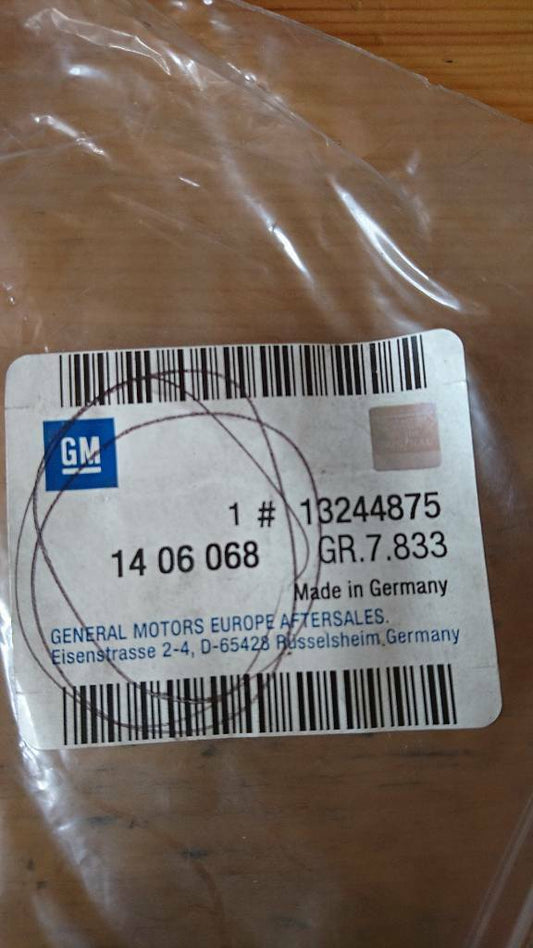 GM
1 # 13244875
14 06 068 GR.7.833
Made in Germany
GENERAL MOTORS EUROPE AFTERSALES.
Eisenstrasse 2-4, D-65428 Rüsselsheim,Germany